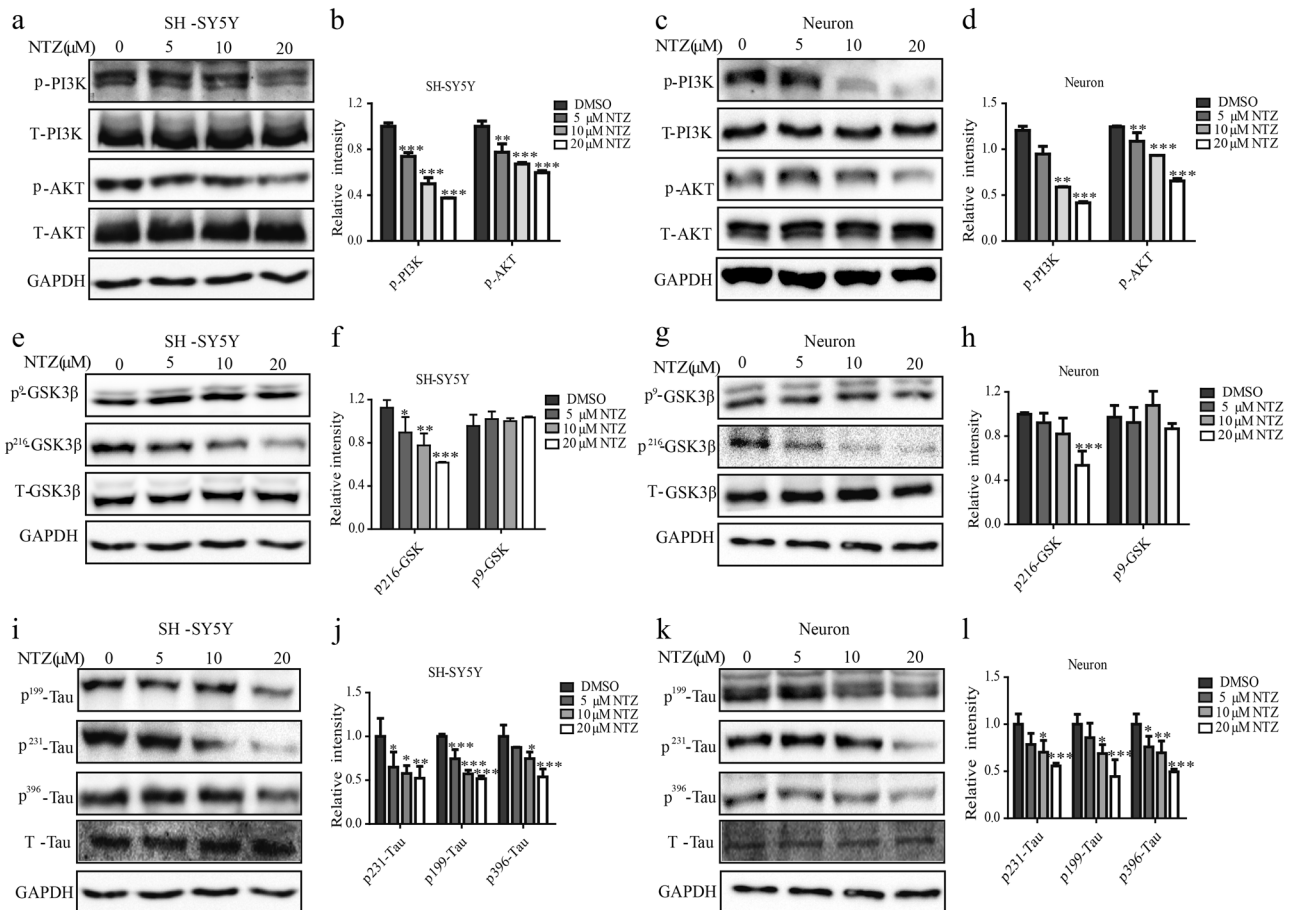 a
SH -SY5Y
NTZ(μM) 0 5 10 20
p-PI3K
T-PI3K
p-AKT
T-AKT
GAPDH
b
SH-SY5Y
Relative intensity
1.2
0.8
0.4
0.0
*** *** *** ** *** ***
p-PI3K p-AKT
DMSO
5 μM NTZ
10 μM NTZ
20 μM NTZ
c
Neuron
NTZ(μM) 0 5 10 20
p-PI3K
T-PI3K
p-AKT
T-AKT
GAPDH
d
Neuron
Relative intensity
1.5
1.0
0.5
0.0
** *** ** *** ***
p-PI3K p-AKT
DMSO
5 μM NTZ
10 μM NTZ
20 μM NTZ
e
SH -SY5Y
NTZ(μM) 0 5 10 20
p⁹-GSK3β
p²¹⁶-GSK3β
T-GSK3β
GAPDH
f
SH-SY5Y
Relative intensity
1.2
0.8
0.4
0.0
* ** ***
p216-GSK p9-GSK
DMSO
5 μM NTZ
10 μM NTZ
20 μM NTZ
g
Neuron
NTZ(μM) 0 5 10 20
p⁹-GSK3β
p²¹⁶-GSK3β
T-GSK3β
GAPDH
h
Neuron
Relative intensity
1.2
0.8
0.4
0.0
***
p216-GSK p9-GSK
DMSO
5 μM NTZ
10 μM NTZ
20 μM NTZ
i
SH -SY5Y
NTZ(μM) 0 5 10 20
p¹⁹⁹-Tau
p²³¹-Tau
p³⁹⁶-Tau
T -Tau
GAPDH
j
SH-SY5Y
Relative intensity
1.5
1.0
0.5
0.0
* * ** *** *** *** * ***
p231-Tau p199-Tau p396-Tau
DMSO
5 μM NTZ
10 μM NTZ
20 μM NTZ
k
Neuron
NTZ(μM) 0 5 10 20
p¹⁹⁹-Tau
p²³¹-Tau
p³⁹⁶-Tau
T -Tau
GAPDH
l
Neuron
Relative intensity
1.5
1.0
0.5
0.0
* *** * *** * ** ***
p231-Tau p199-Tau p396-Tau
DMSO
5 μM NTZ
10 μM NTZ
20 μM NTZ